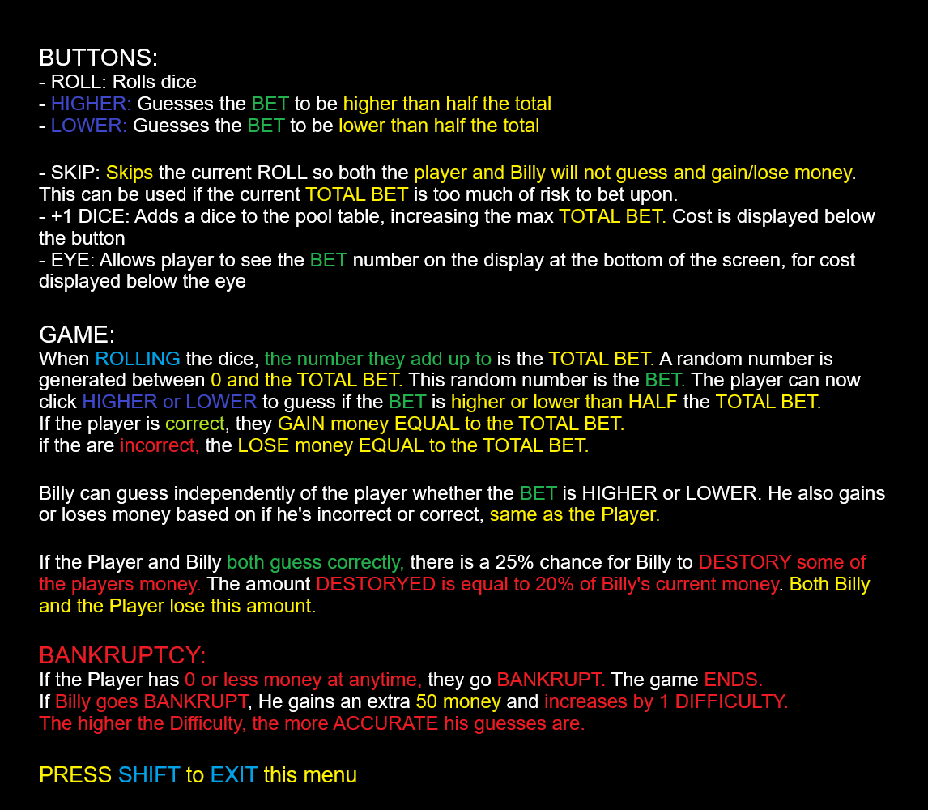 BUTTONS:
- ROLL: Rolls dice
- HIGHER: Guesses the BET to be higher than half the total
- LOWER: Guesses the BET to be lower than half the total
- SKIP: Skips the current ROLL so both the player and Billy will not guess and gain/lose money.
This can be used if the current TOTAL BET is too much of risk to bet upon.
- +1 DICE: Adds a dice to the pool table, increasing the max TOTAL BET. Cost is displayed below
the button
- EYE: Allows player to see the BET number on the display at the bottom of the screen, for cost
displayed below the eye
GAME:
When ROLLING the dice, the number they add up to is the TOTAL BET. A random number is
generated between 0 and the TOTAL BET. This random number is the BET. The player can now
click HIGHER or LOWER to guess if the BET is higher or lower than HALF the TOTAL BET.
If the player is correct, they GAIN money EQUAL to the TOTAL BET.
if the are incorrect, the LOSE money EQUAL to the TOTAL BET.
Billy can guess independently of the player whether the BET is HIGHER or LOWER. He also gains
or loses money based on if he's incorrect or correct, same as the Player.
If the Player and Billy both guess correctly, there is a 25% chance for Billy to DESTORY some of
the players money. The amount DESTORYED is equal to 20% of Billy's current money. Both Billy
and the Player lose this amount.
BANKRUPTCY:
If the Player has 0 or less money at anytime, they go BANKRUPT. The game ENDS.
If Billy goes BANKRUPT, He gains an extra 50 money and increases by 1 DIFFICULTY.
The higher the Difficulty, the more ACCURATE his guesses are.
PRESS SHIFT to EXIT this menu